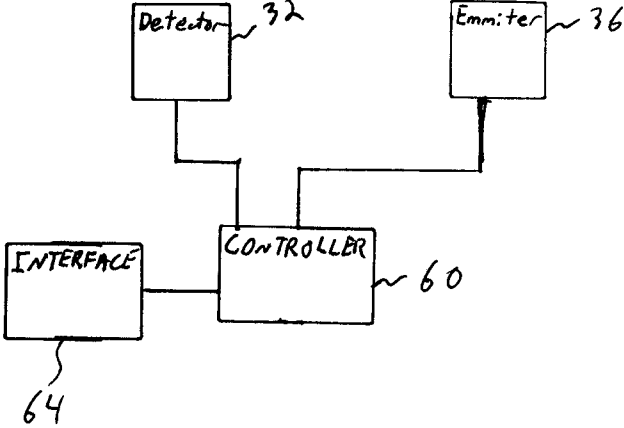 Detector
32
Emmiter
36
INTERFACE
CONTROLLER
60
64